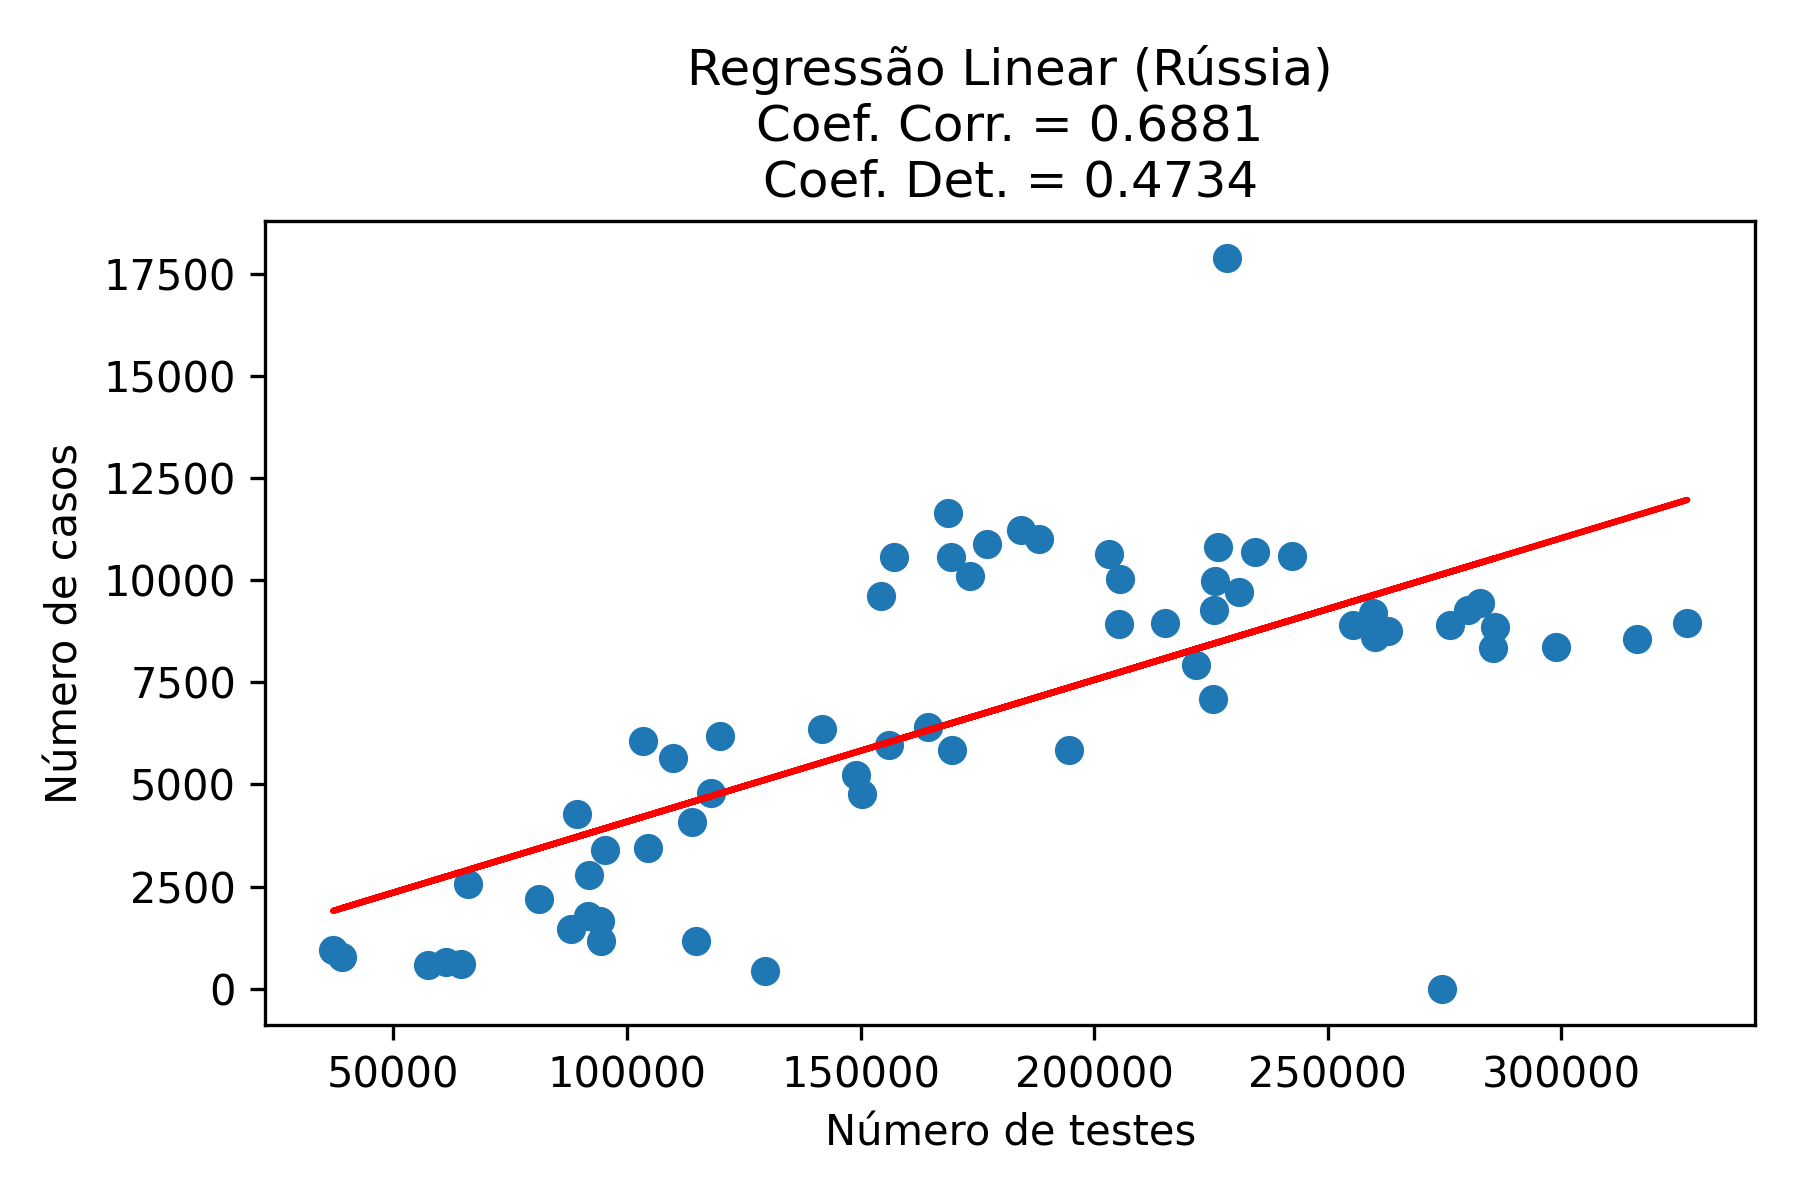 Regressão Linear (Rússia)
Coef. Corr. = 0.6881
Coef. Det. = 0.4734
17500
15000
12500
10000
7500
5000
2500
0
Número de casos
50000 100000 150000 200000 250000 300000
Número de testes